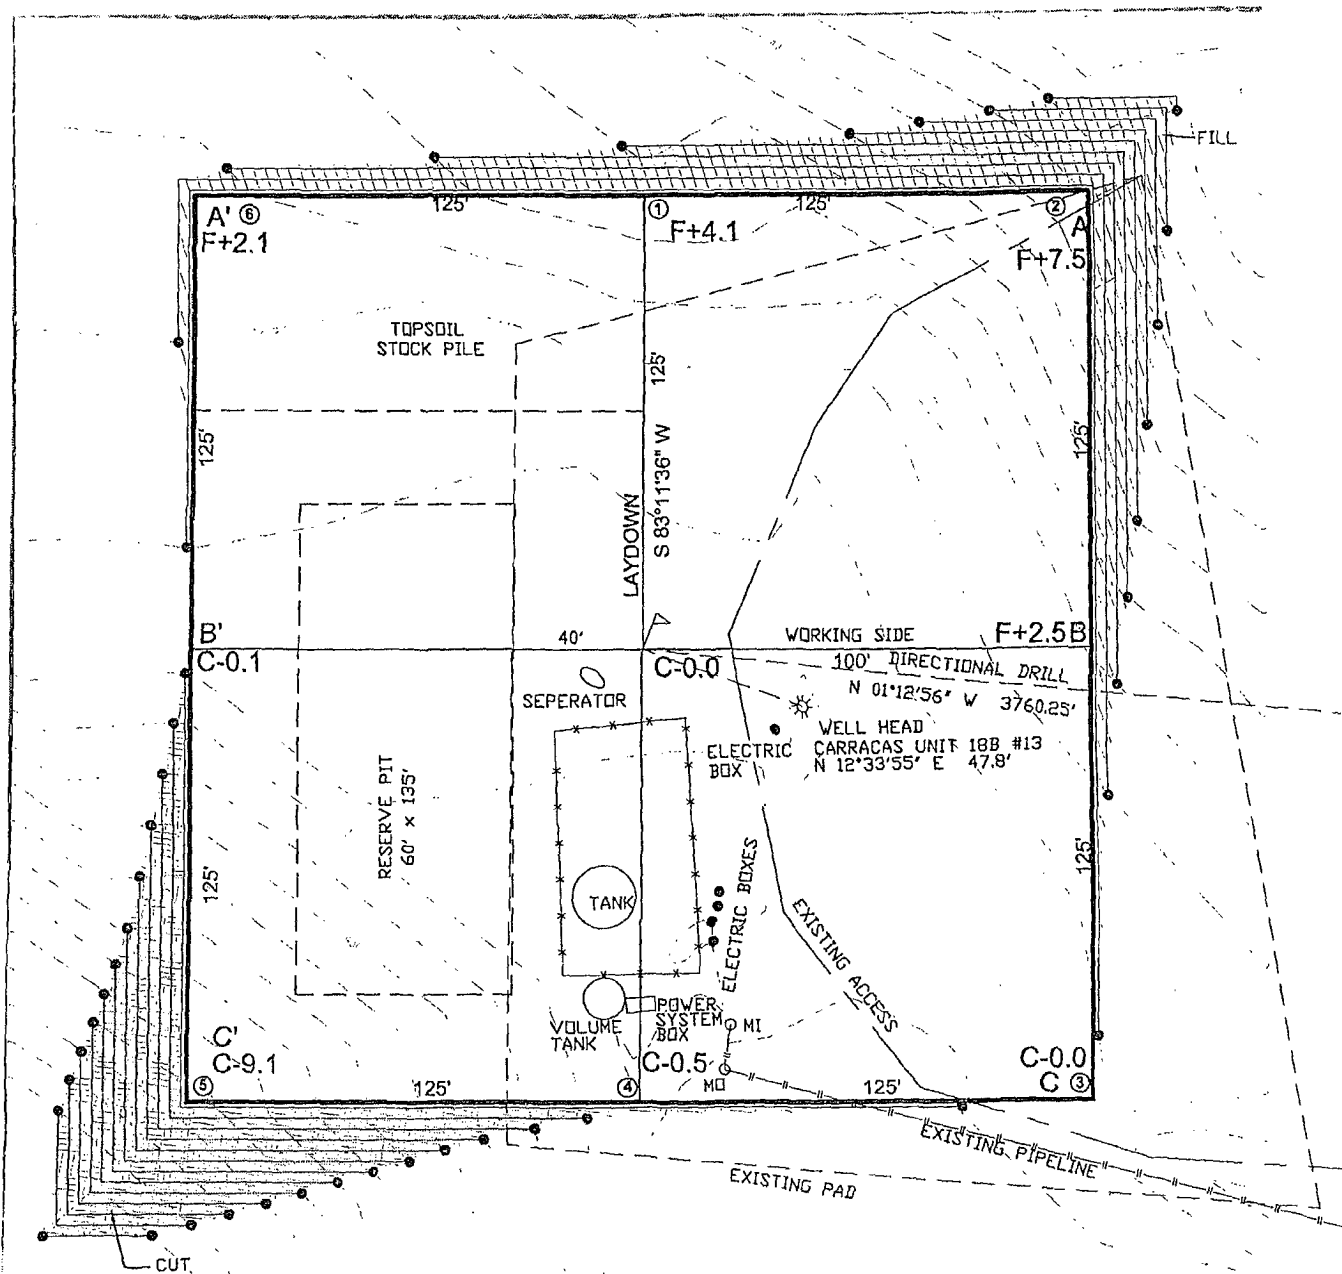 FILL
A' ⑥
F+2.1
125'
①
F+4.1
125'
②
A
F+7.5
TOPSOIL
STOCK PILE
125'
125'
125'
LAYDOWN
S 83°11'36" W
B'
C-0.1
40'
WORKING SIDE
F+2.5B
C-0.0
100' DIRECTIONAL DRILL
N 01°12'56" W 3760.25'
SEPERATOR
WELL HEAD
CARRACAS UNIT 18B #13
N 12°33'55" E 47.8'
ELECTRIC
BOX
RESERVE PIT
60' x 135'
125'
125'
TANK
ELECTRIC BOXES
EXISTING ACCESS
VOLUME
TANK
POWER
SYSTEM
BOX
MI
MO
C'
C-9.1
⑤
125'
C-0.5
④
125'
C-0.0
C ③
EXISTING PIPELINE
EXISTING PAD
CUT